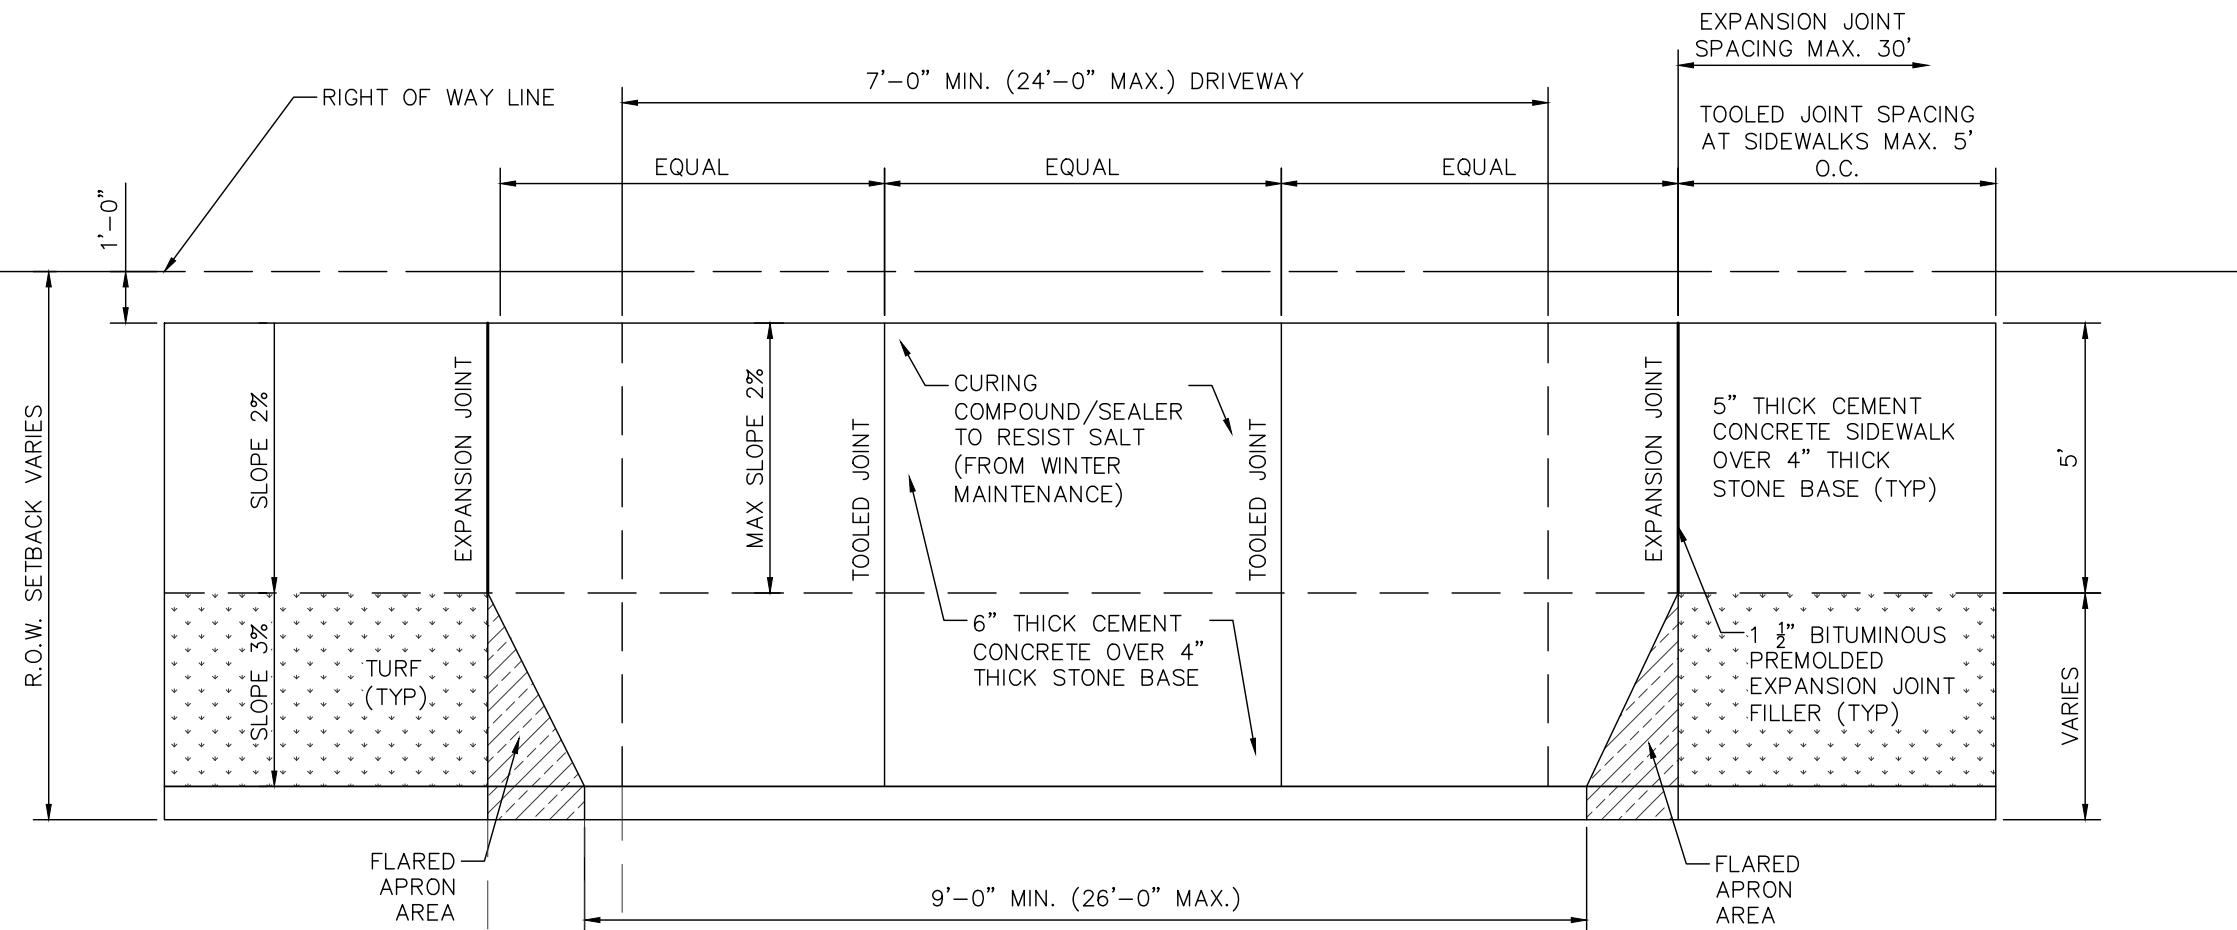 EXPANSION JOINT
SPACING MAX. 30'
7'-0" MIN. (24'-0" MAX.) DRIVEWAY
RIGHT OF WAY LINE
TOOLED JOINT SPACING
AT SIDEWALKS MAX. 5'
O.C.
EQUAL
EQUAL
EQUAL
1'-0"
R.O.W. SETBACK VARIES
SLOPE 2%
EXPANSION JOINT
MAX SLOPE 2%
TOOLED JOINT
CURING
COMPOUND/SEALER
TO RESIST SALT
(FROM WINTER
MAINTENANCE)
TOOLED JOINT
EXPANSION JOINT
5" THICK CEMENT
CONCRETE SIDEWALK
OVER 4" THICK
STONE BASE (TYP)
5'
SLOPE 3%
TURF
(TYP)
6" THICK CEMENT
CONCRETE OVER 4"
THICK STONE BASE
1 ½" BITUMINOUS
PREMOLDED
EXPANSION JOINT
FILLER (TYP)
VARIES
FLARED
APRON
AREA
9'-0" MIN. (26'-0" MAX.)
FLARED
APRON
AREA